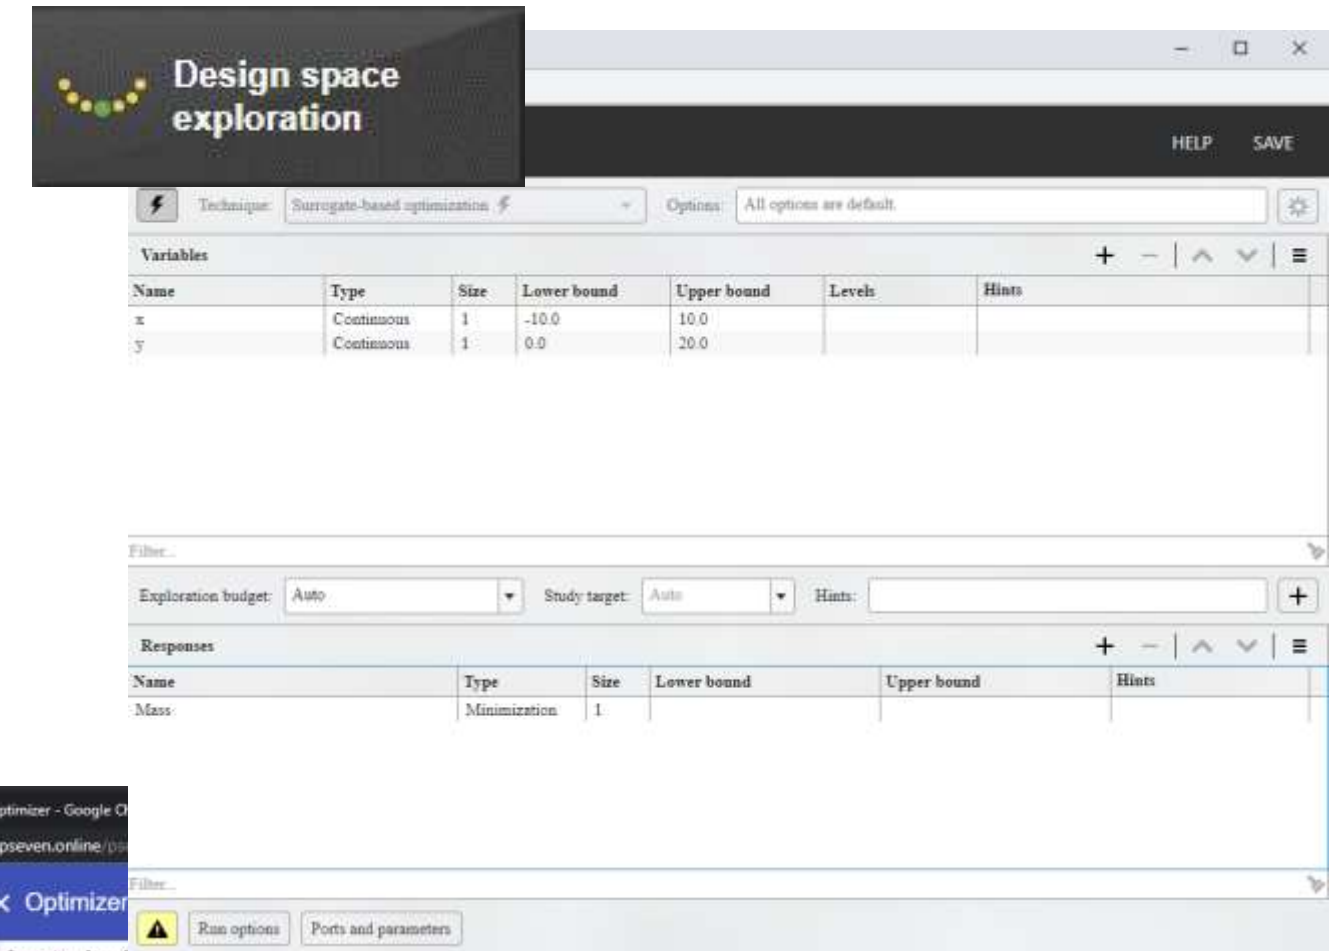 Design space
exploration
HELP SAVE
Technique: Surrogate-based optimization Options: All options are default.
Variables
Name Type Size Lower bound Upper bound Levels Hints
x Continuous 1 -10.0 10.0
y Continuous 1 0.0 20.0
Filter...
Exploration budget: Auto Study target: Auto Hints:
Responses
Name Type Size Lower bound Upper bound Hints
Mass Minimization 1
ptimizer - Google Ch
pseven.online/ps
Filter...
Optimizer
Run options Ports and parameters